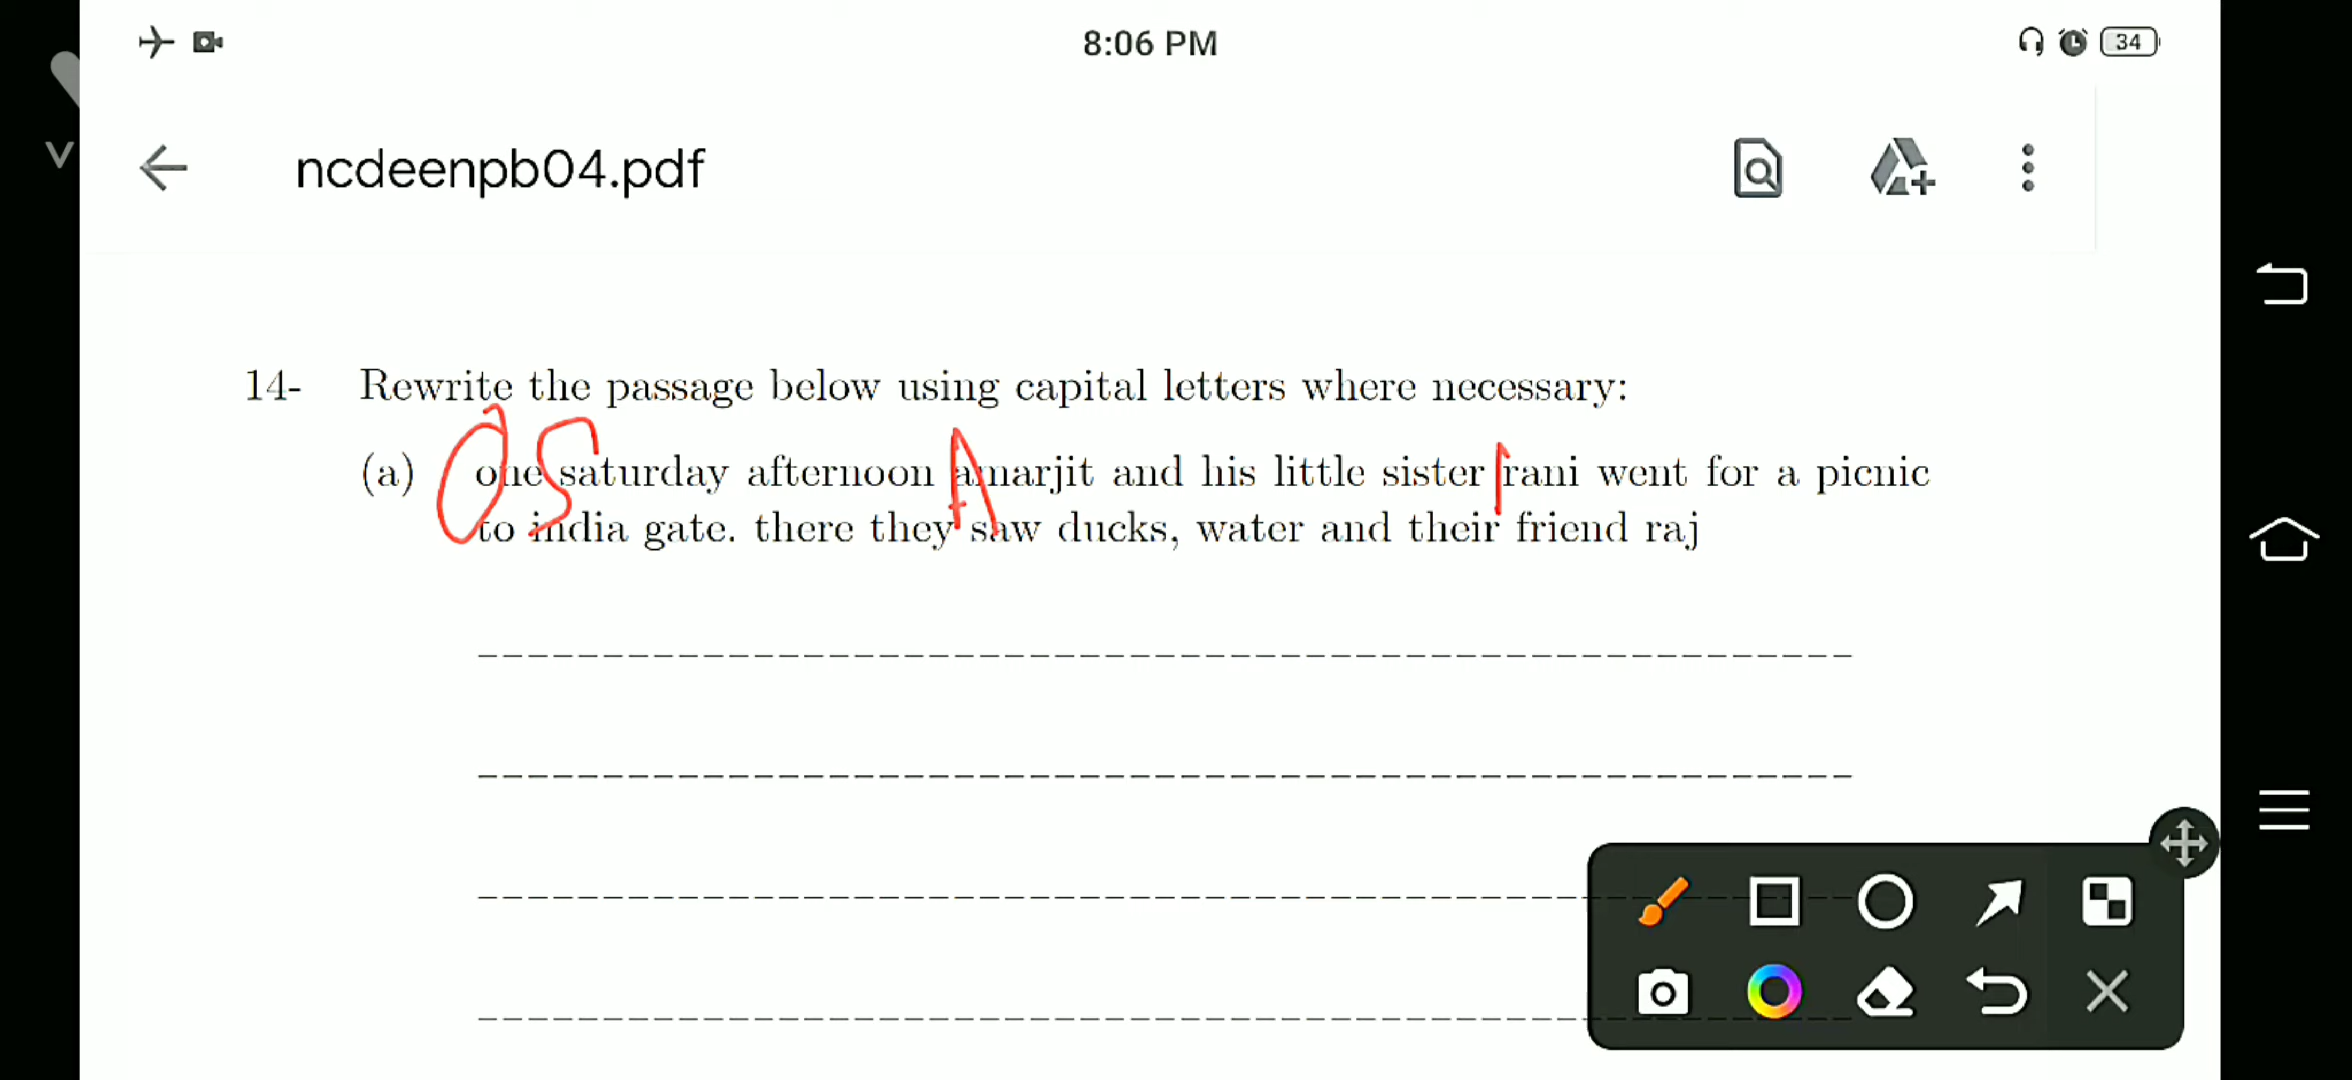 8:06 PM
34
V
ncdeenpb04.pdf
14- Rewrite the passage below using capital letters where necessary:
O S A
(a) one saturday afternoon amarjit and his little sister rani went for a picnic
to india gate. there they saw ducks, water and their friend raj